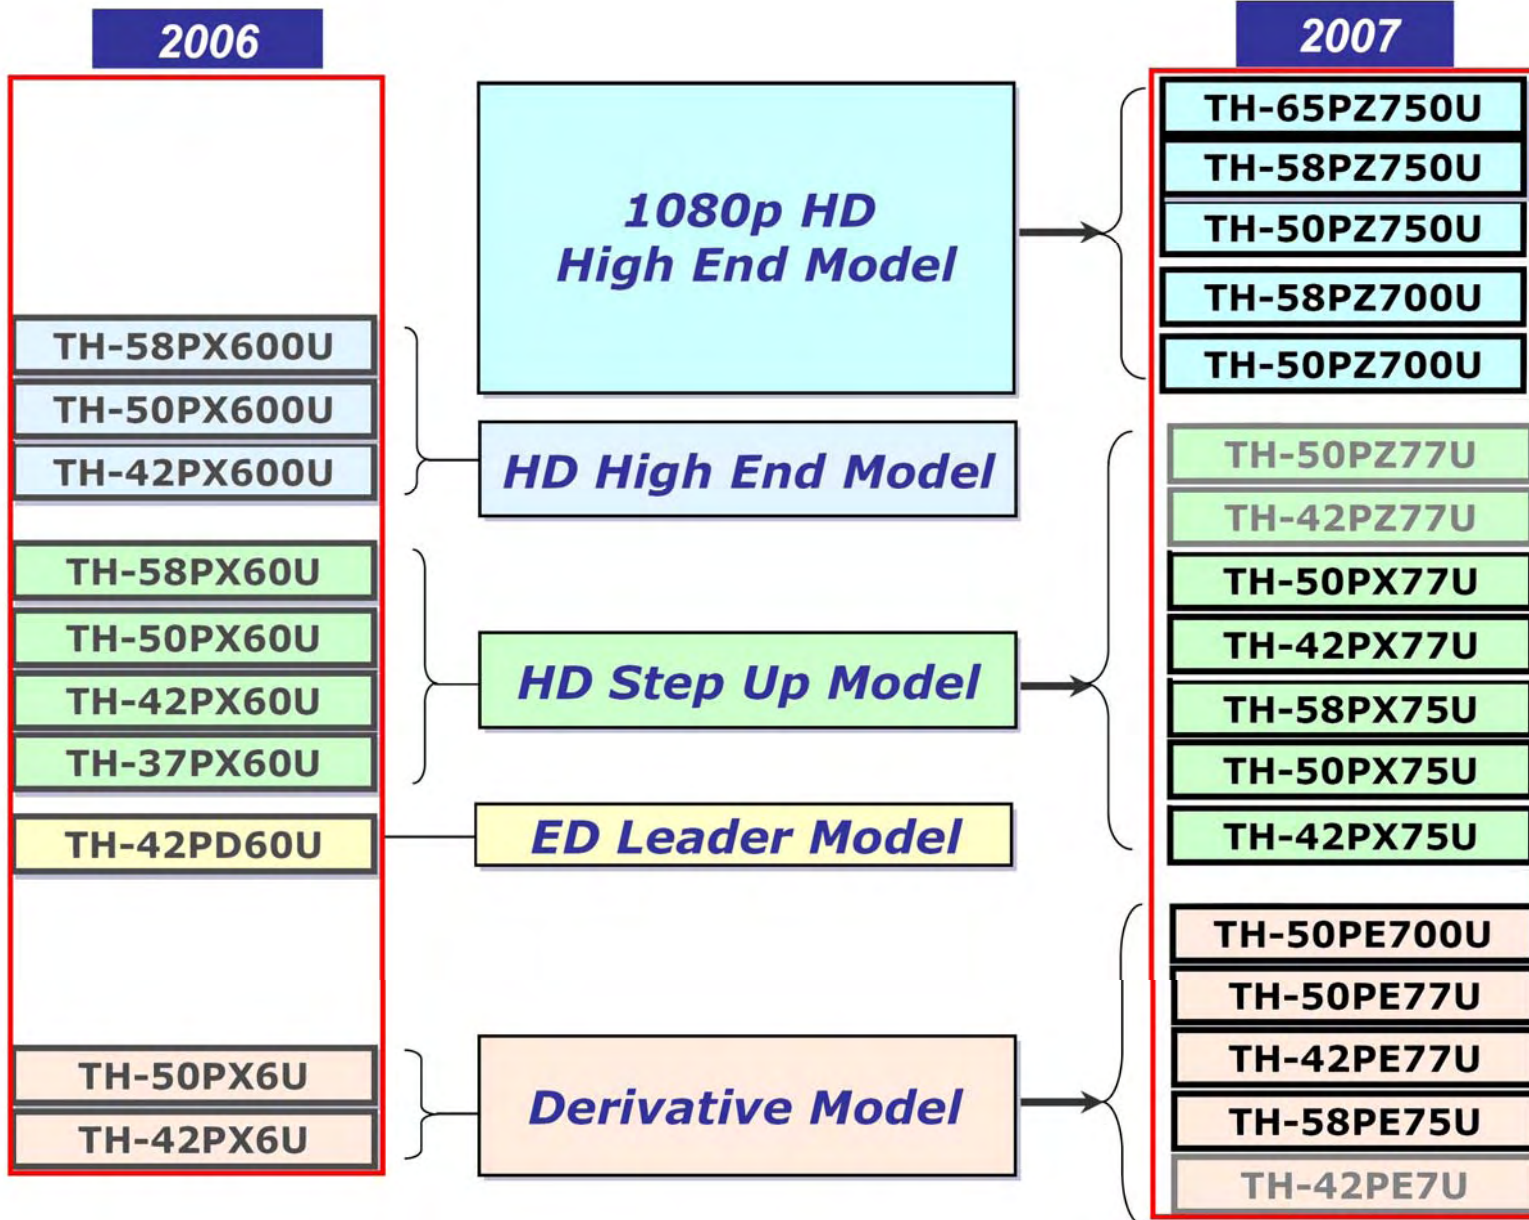 2006
TH-58PX600U
TH-50PX600U
TH-42PX600U
TH-58PX60U
TH-50PX60U
TH-42PX60U
TH-37PX60U
TH-42PD60U
TH-50PX6U
TH-42PX6U
1080p HD
High End Model
HD High End Model
HD Step Up Model
ED Leader Model
Derivative Model
2007
TH-65PZ750U
TH-58PZ750U
TH-50PZ750U
TH-58PZ700U
TH-50PZ700U
TH-50PZ77U
TH-42PZ77U
TH-50PX77U
TH-42PX77U
TH-58PX75U
TH-50PX75U
TH-42PX75U
TH-50PE700U
TH-50PE77U
TH-42PE77U
TH-58PE75U
TH-42PE7U